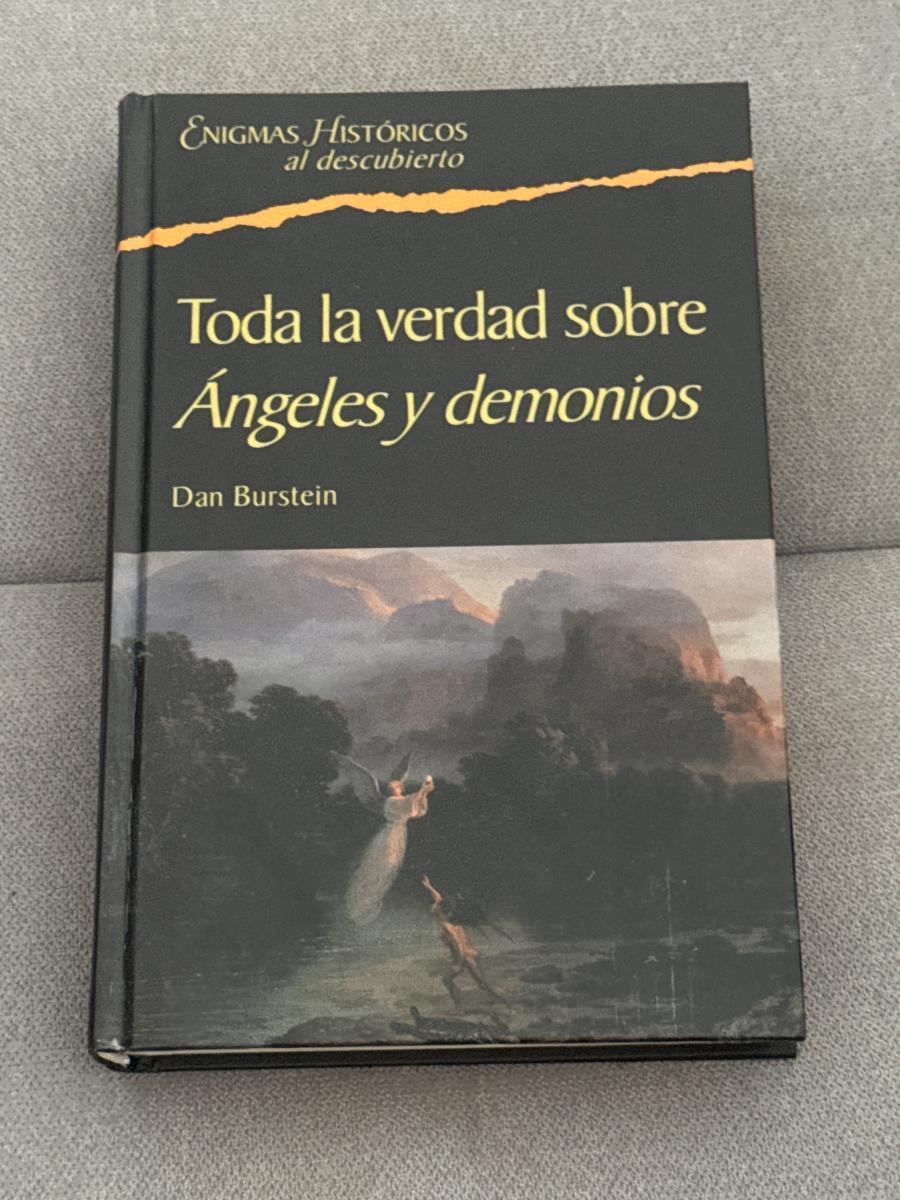 Enigmas Históricos
al descubierto
Toda la verdad sobre
Ángeles y demonios
Dan Burstein